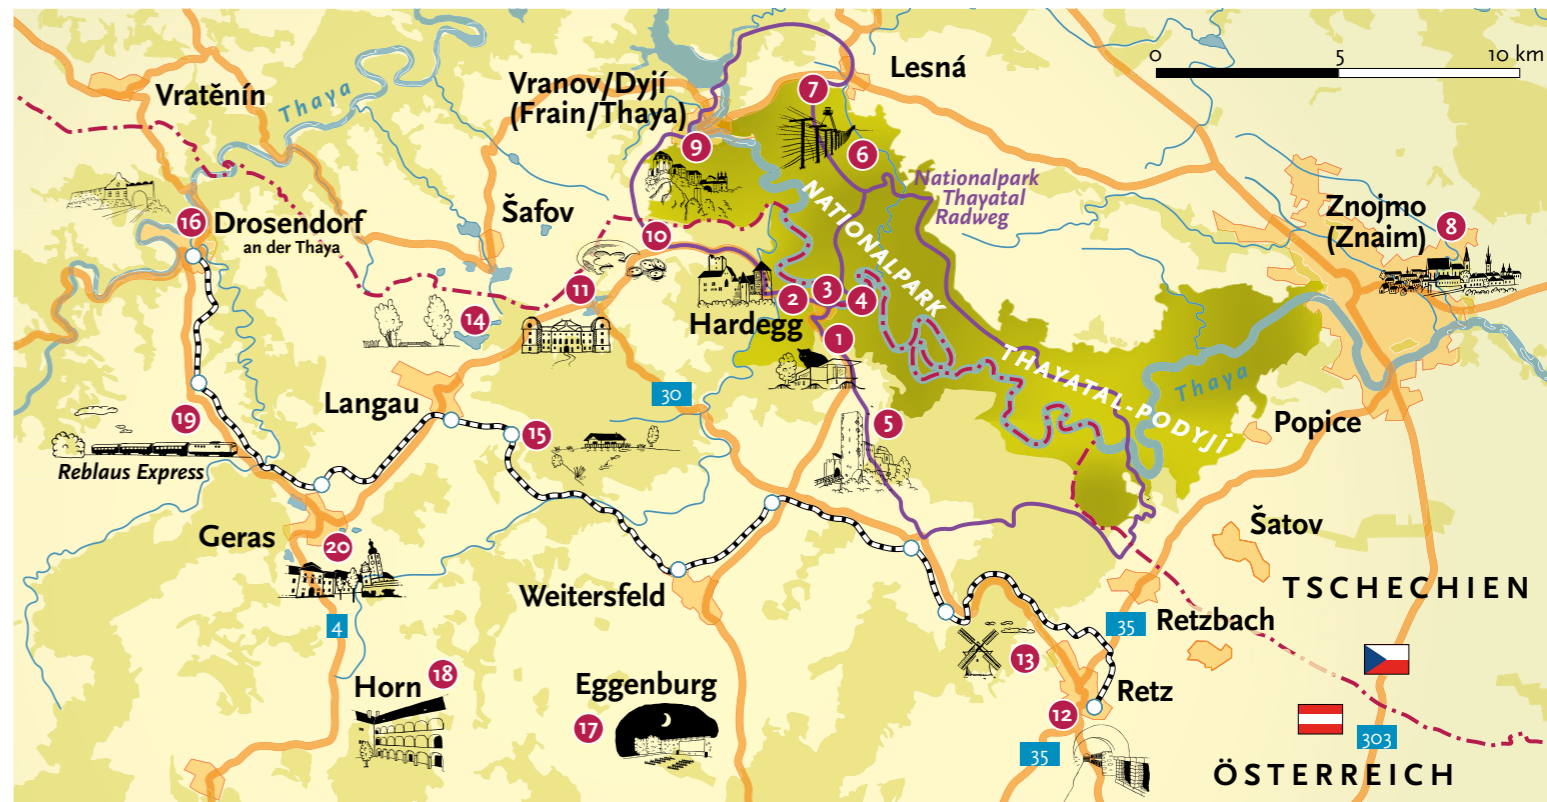 0 5 10 km
Lesná
Vratěnín
Thaya
Vranov/Dyjí
(Frain/Thaya)
7
9
6
Nationalpark
Thayatal
Radweg
NATIONALPARK
THAYATAL-PODYJÍ
Šafov
16
Drosendorf
an der Thaya
10
Znojmo
(Znaim)
8
11
2
3
4
14
Hardegg
1
Thaya
30
Langau
19
15
5
Popice
Reblaus Express
Geras
20
Šatov
TSCHECHIEN
Weitersfeld
4
35
Retzbach
13
18
Horn
Eggenburg
17
Retz
12
35
303
ÖSTERREICH